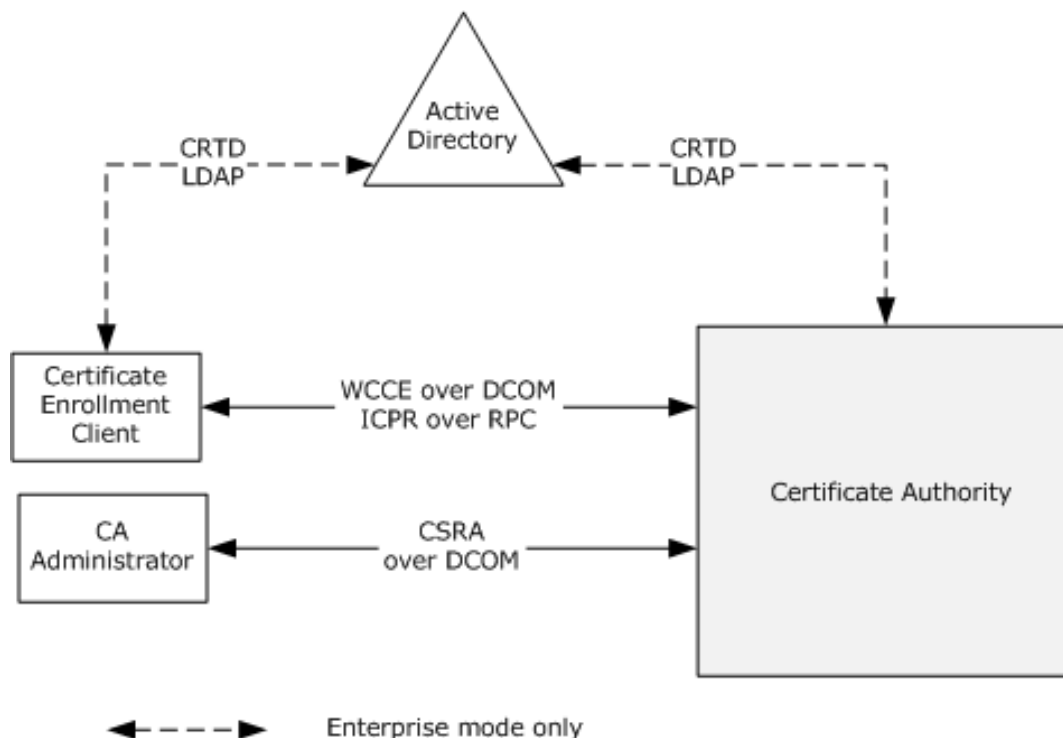 Active
Directory
CRTD
LDAP
CRTD
LDAP
Certificate
Enrollment
Client
WCCE over DCOM
ICPR over RPC
Certificate Authority
CA
Administrator
CSRA
over DCOM
Enterprise mode only